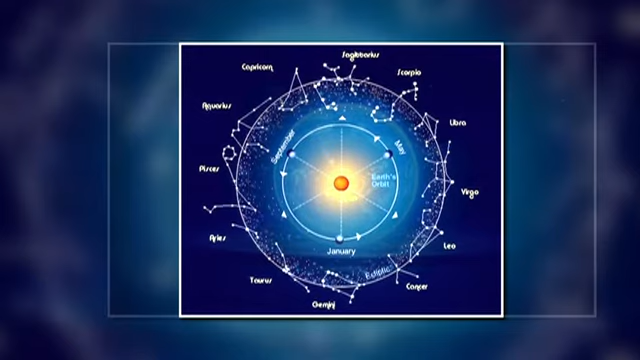 Sagittarius
Capricorn
Scorpio
Aquarius
Libra
September
May
Pisces
Earth's
Orbit
Virgo
Aries
Leo
January
Ecliptic
Taurus
Cancer
Gemini